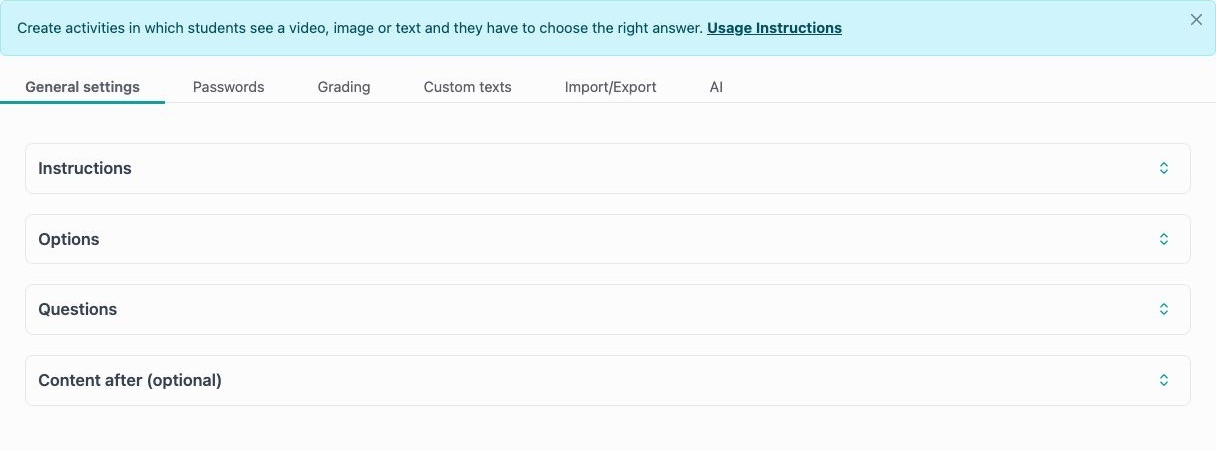 Create activities in which students see a video, image or text and they have to choose the right answer. Usage Instructions
General settings Passwords Grading Custom texts Import/Export AI
Instructions
Options
Questions
Content after (optional)